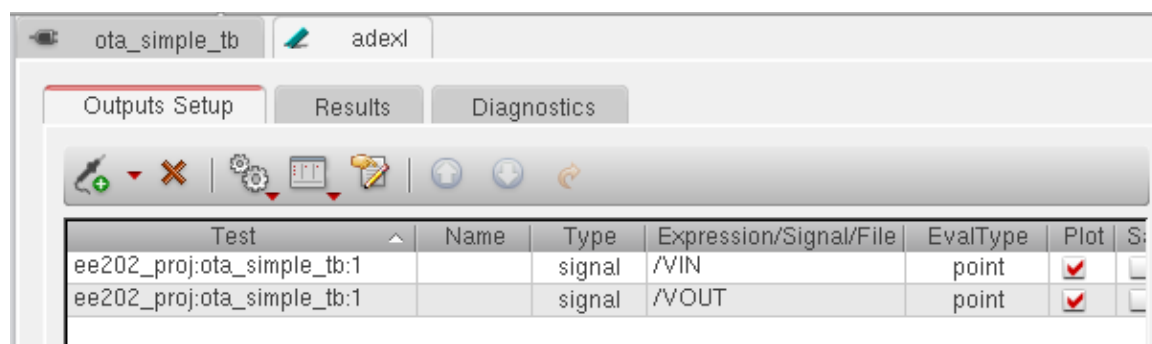 ota_simple_tb adexl
Outputs Setup Results Diagnostics
Test Name Type Expression/Signal/File EvalType Plot
ee202_proj:ota_simple_tb:1 signal /VIN point
ee202_proj:ota_simple_tb:1 signal /VOUT point